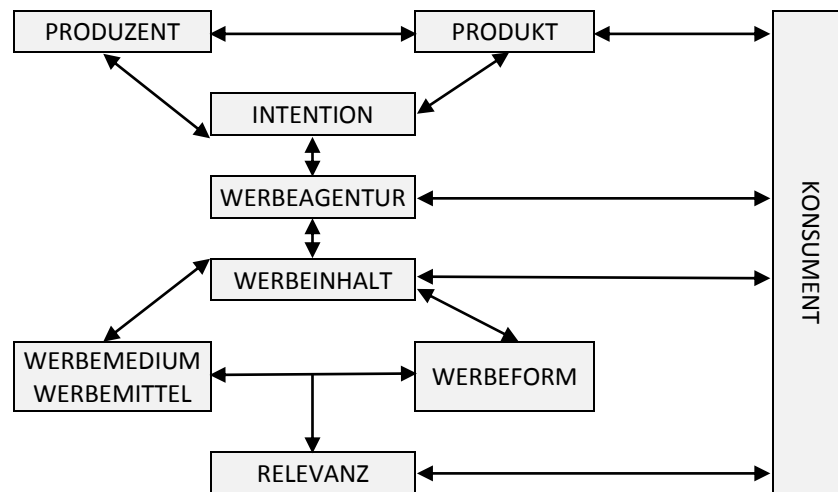 PRODUZENT
PRODUKT
INTENTION
WERBEAGENTUR
WERBEINHALT
WERBEMEDIUM
WERBEMITTEL
WERBEFORM
RELEVANZ
KONSUMENT